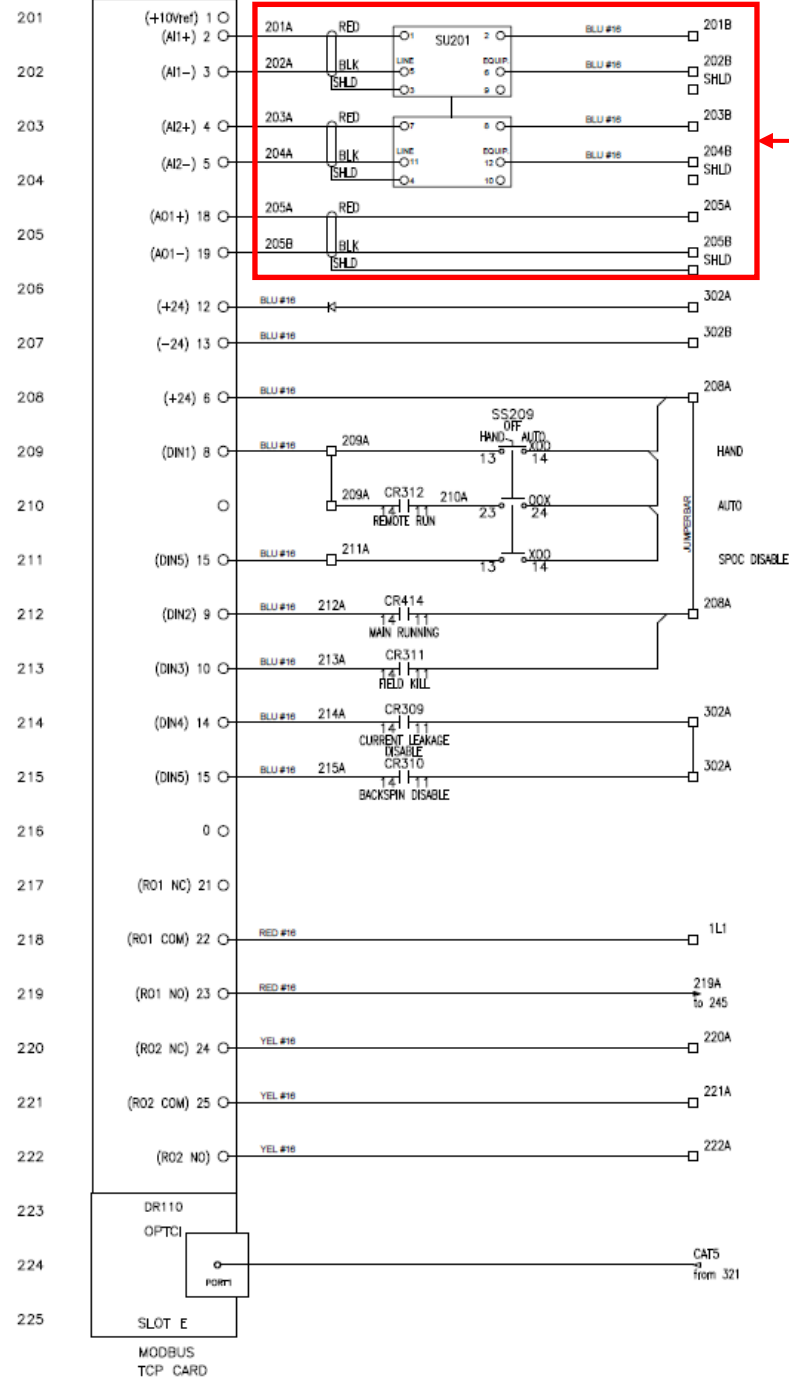 201 (+10Vref) 1
(AI1+) 2 201A RED 1 SU201 2 BLU #16 201B
202 (AI1-) 3 202A BLK LINE 5 EQUIP. 6 BLU #16 202B
SHLD 3 9 SHLD
203 (AI2+) 4 203A RED 7 8 BLU #16 203B
(AI2-) 5 204A BLK LINE 11 EQUIP. 12 BLU #16 204B
204 SHLD 4 10 SHLD
(AO1+) 18 205A RED 205A
205 (AO1-) 19 205B BLK 205B
SHLD SHLD
206 (+24) 12 BLU #16 302A
207 (-24) 13 BLU #16 302B
208 (+24) 6 BLU #16 208A
SS209
OFF
HAND AUTO
209 (DIN1) 8 BLU #16 209A 13 XOO 14 HAND
210 209A CR312 14 11 210A 23 OOX 24 AUTO
REMOTE RUN
JUMPERBAR
211 (DIN5) 15 BLU #16 211A 13 XOO 14 SPOC DISABLE
212 (DIN2) 9 BLU #16 212A CR414 14 11 208A
MAIN RUNNING
213 (DIN3) 10 BLU #16 213A CR311 14 11
FIELD KILL
214 (DIN4) 14 BLU #16 214A CR309 14 11 302A
CURRENT LEAKAGE
DISABLE
215 (DIN5) 15 BLU #16 215A CR310 14 11 302A
BACKSPIN DISABLE
216 0
217 (RO1 NC) 21
218 (RO1 COM) 22 RED #16 1L1
219 (RO1 NO) 23 RED #16 219A
to 245
220 (RO2 NC) 24 YEL #16 220A
221 (RO2 COM) 25 YEL #16 221A
222 (RO2 NO) YEL #16 222A
223 DR110
OPTCI
224 PORT1 CAT5
from 321
225 SLOT E
MODBUS
TCP CARD